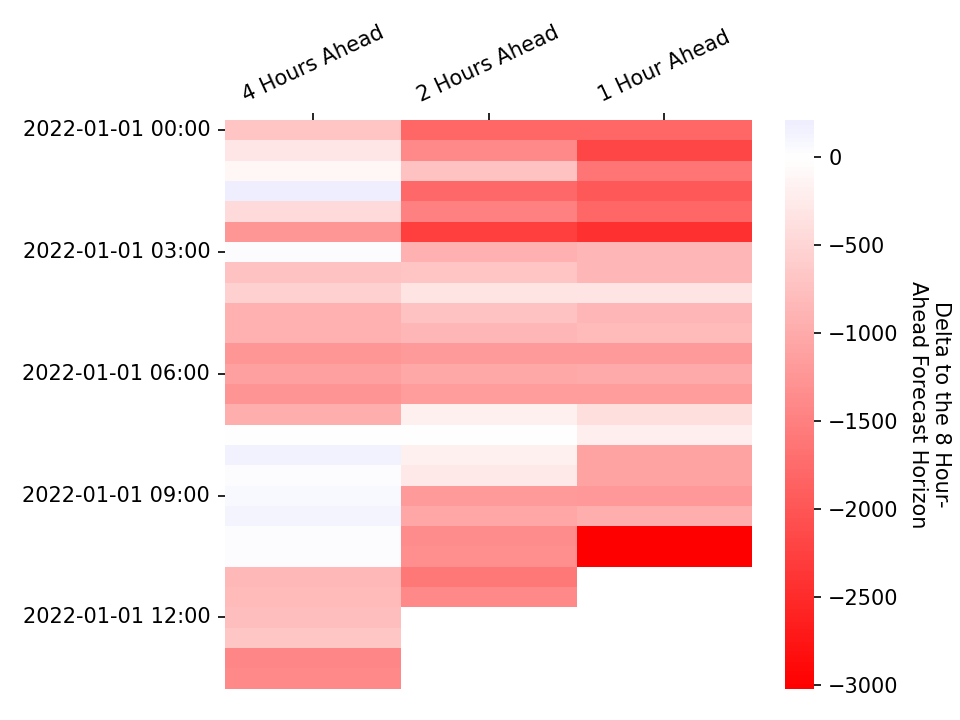 4 Hours Ahead
2 Hours Ahead
1 Hour Ahead
2022-01-01 00:00
2022-01-01 03:00
2022-01-01 06:00
2022-01-01 09:00
2022-01-01 12:00
0
−500
−1000
−1500
−2000
−2500
−3000
Delta to the 8 Hour-
Ahead Forecast Horizon